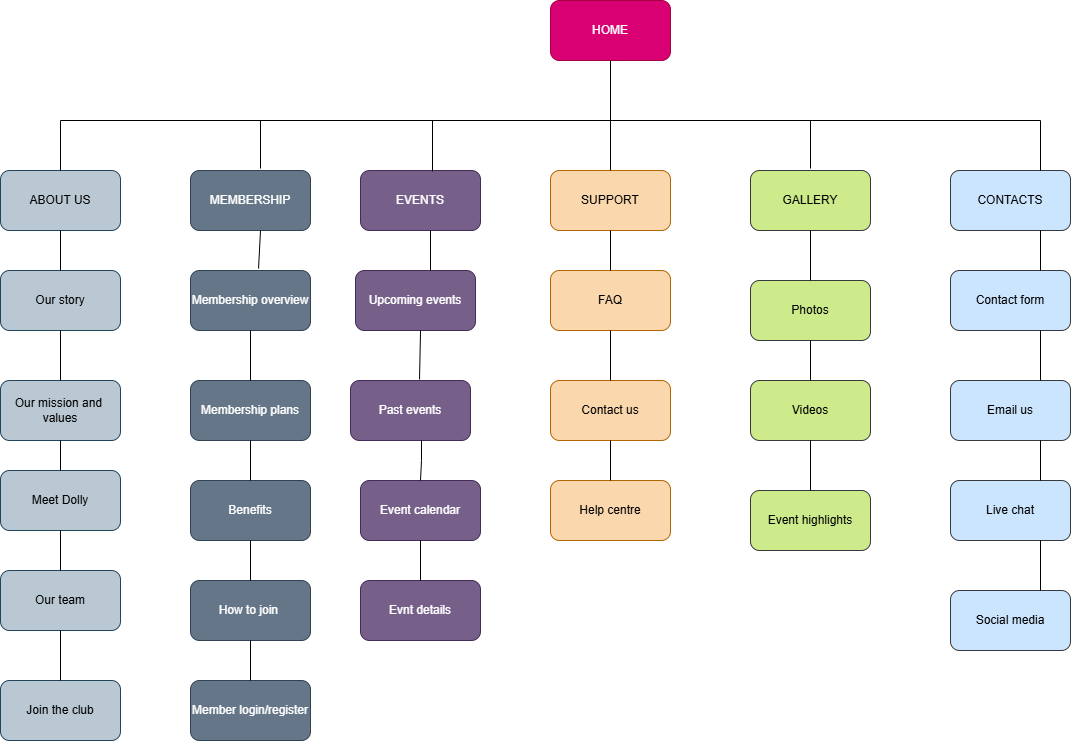 HOME
ABOUT US
MEMBERSHIP
EVENTS
SUPPORT
GALLERY
CONTACTS
Our story
Membership overview
Upcoming events
FAQ
Photos
Contact form
Our mission and
values
Membership plans
Past events
Contact us
Videos
Email us
Meet Dolly
Benefits
Event calendar
Help centre
Event highlights
Live chat
Our team
How to join
Evnt details
Social media
Join the club
Member login/register